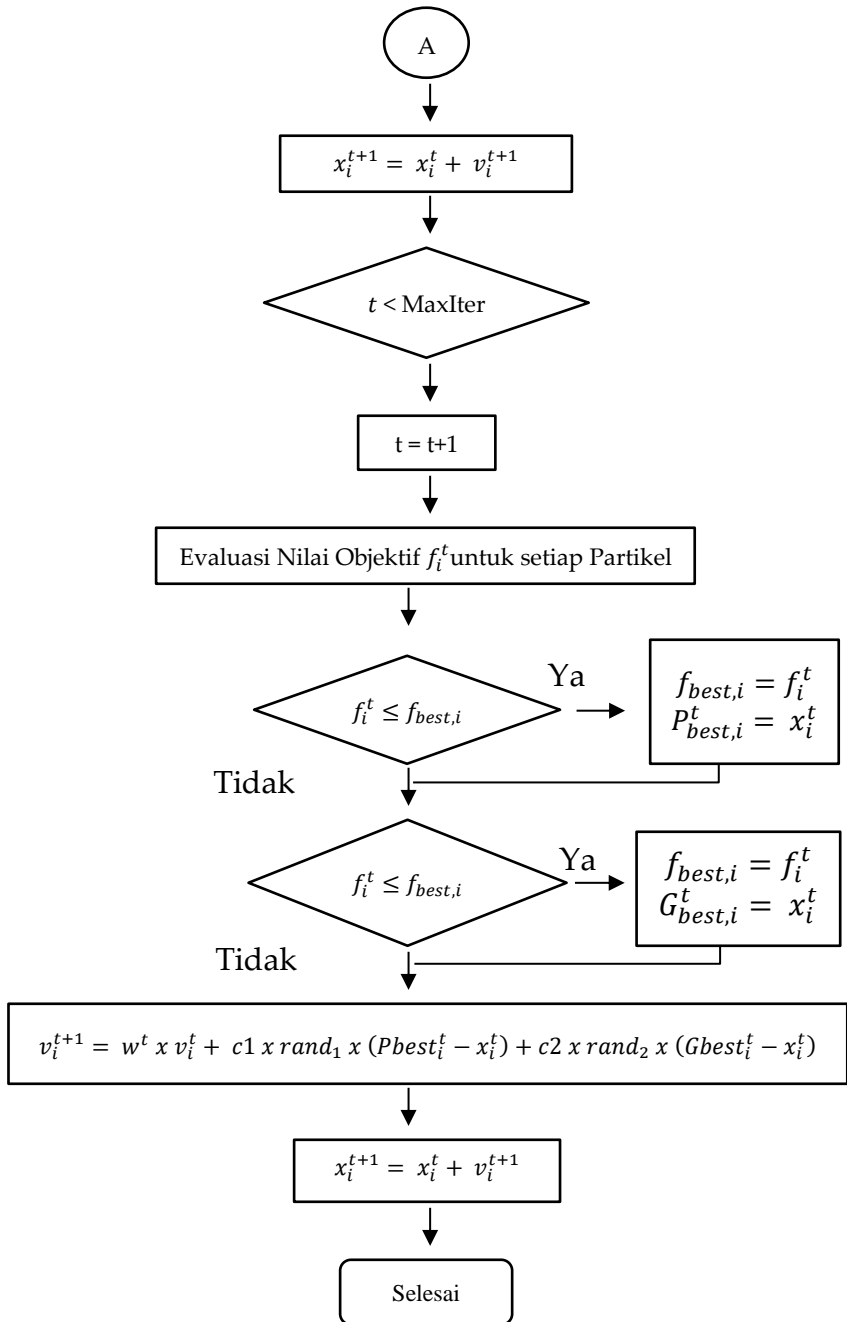 A
x_i^{t+1} = x_i^t + v_i^{t+1}
t < MaxIter
t = t+1
Evaluasi Nilai Objektif f_i^t untuk setiap Partikel
f_i^t ≤ f_{best,i}
Ya
f_{best,i} = f_i^t
P_{best,i}^t = x_i^t
Tidak
f_i^t ≤ f_{best,i}
Ya
f_{best,i} = f_i^t
G_{best,i}^t = x_i^t
Tidak
v_i^{t+1} = w^t x v_i^t + c1 x rand_1 x (Pbest_i^t − x_i^t) + c2 x rand_2 x (Gbest_i^t − x_i^t)
x_i^{t+1} = x_i^t + v_i^{t+1}
Selesai